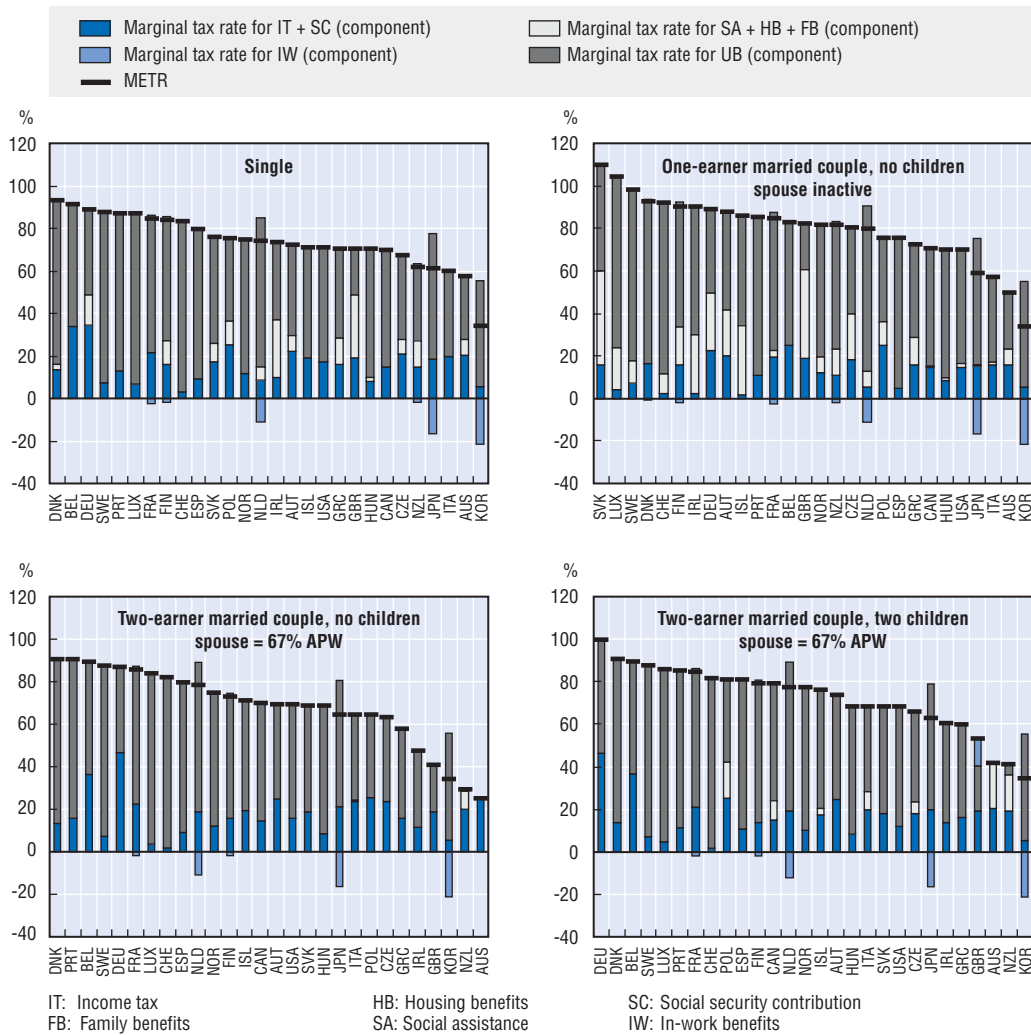 Marginal tax rate for IT + SC (component)
Marginal tax rate for SA + HB + FB (component)
Marginal tax rate for IW (component)
Marginal tax rate for UB (component)
METR
%
120
100
80
60
40
20
0
-20
-40
Single
DNK BEL DEU SWE PRT LUX FRA FIN CHE ESP SVK POL NOR NLD IRL AUT ISL USA GRC GBR HUN CAN CZE NZL JPN ITA AUS KOR
%
120
100
80
60
40
20
0
-20
-40
One-earner married couple, no children
spouse inactive
SVK LUX SWE DNK CHE FIN IRL DEU AUT ISL PRT FRA BEL GBR NOR NZL CZE NLD POL ESP GRC CAN HUN USA JPN ITA AUS KOR
%
120
100
80
60
40
20
0
-20
-40
Two-earner married couple, no children
spouse = 67% APW
DNK PRT BEL SWE DEU FRA LUX CHE ESP NLD NOR FIN ISL CAN AUT USA SVK HUN JPN ITA POL CZE GRC IRL GBR KOR NZL AUS
%
120
100
80
60
40
20
0
-20
-40
Two-earner married couple, two children
spouse = 67% APW
DEU DNK BEL SWE LUX PRT FRA CHE POL ESP FIN CAN NLD NOR ISL AUT HUN ITA SVK USA CZE JPN IRL GRC GBR AUS NZL KOR
IT: Income tax
HB: Housing benefits
SC: Social security contribution
FB: Family benefits
SA: Social assistance
IW: In-work benefits